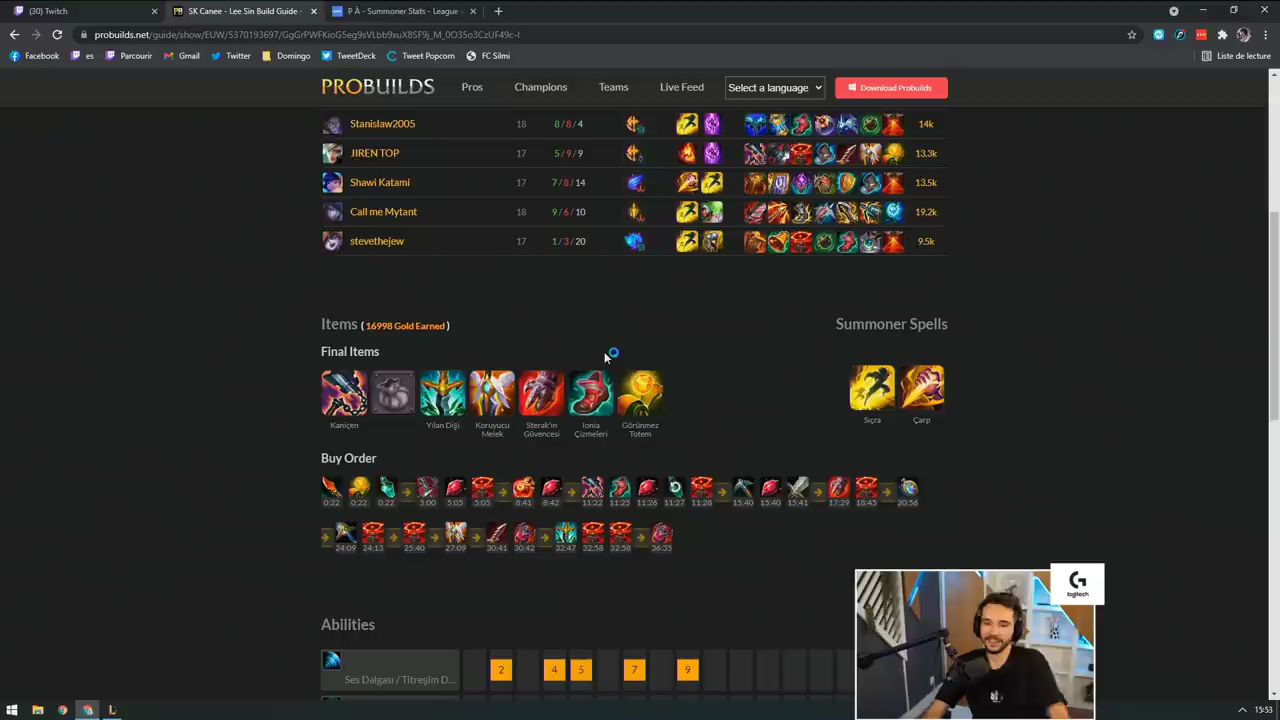 (30) Twitch
SK Canee - Lee Sin Build Guide -
P À - Summoner Stats - League
probuilds.net/guide/show/EUW/5370193697/GgGrPWFKioG5eg9sVLbb9xuX8SF9j_M_0O35o3CzUF49c-I
Facebook
es
Parcourir
Gmail
Twitter
Domingo
TweetDeck
Tweet Popcorn
FC Silmi
Liste de lecture
PROBUILDS
Pros
Champions
Teams
Live Feed
Select a language
Download Probuilds
Stanislaw2005 18 8 / 8 / 4 14k
JIREN TOP 17 5 / 9 / 9 13.3k
Shawi Katami 17 7 / 8 / 14 13.5k
Call me Mytant 18 9 / 6 / 10 19.2k
stevethejew 17 1 / 3 / 20 9.5k
Items ( 16998 Gold Earned )
Summoner Spells
Final Items
Kaniçen
Yılan Dişi
Koruyucu
Melek
Sterak'ın
Güvencesi
Ionia
Çizmeleri
Görünmez
Totem
Sıçra
Çarp
Buy Order
0:22 0:22 0:22 5:00 5:05 5:05 8:41 8:42 11:22 11:25 11:26 11:27 11:28 15:40 15:40 15:41 17:29 18:45 20:56
24:09 24:13 25:40 27:09 30:41 30:42 32:47 32:58 32:58 36:35
logitech
Abilities
2 4 5 7 9
Ses Dalgası / Titreşim D...
15:53